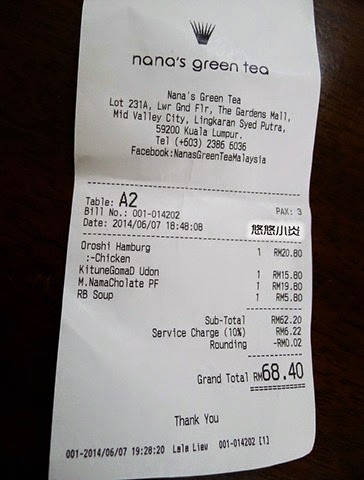 nana's green tea
Nana's Green Tea
Lot 231A, Lwr Gnd Flr, The Gardens Mall,
Mid Valley City, Lingkaran Syed Putra,
59200 Kuala Lumpur.
Tel (+603) 2386 6036
Facebook:NanasGreenTeaMalaysia
Table: A2 PAX: 3
Bill No.: 001-014202
Date: 2014/06/07 18:48:08 悠悠小炎
Oroshi Hamburg 1 RM20.80
:-Chicken
KituneGomaD Udon 1 RM15.80
M.NamaCholate PF 1 RM19.80
RB Soup 1 RM5.80
Sub-Total RM62.20
Service Charge (10%) RM6.22
Rounding -RM0.02
Grand Total RM68.40
Thank You
001-2014/06/07 19:28:20 Lala Liew 001-014202 [1]